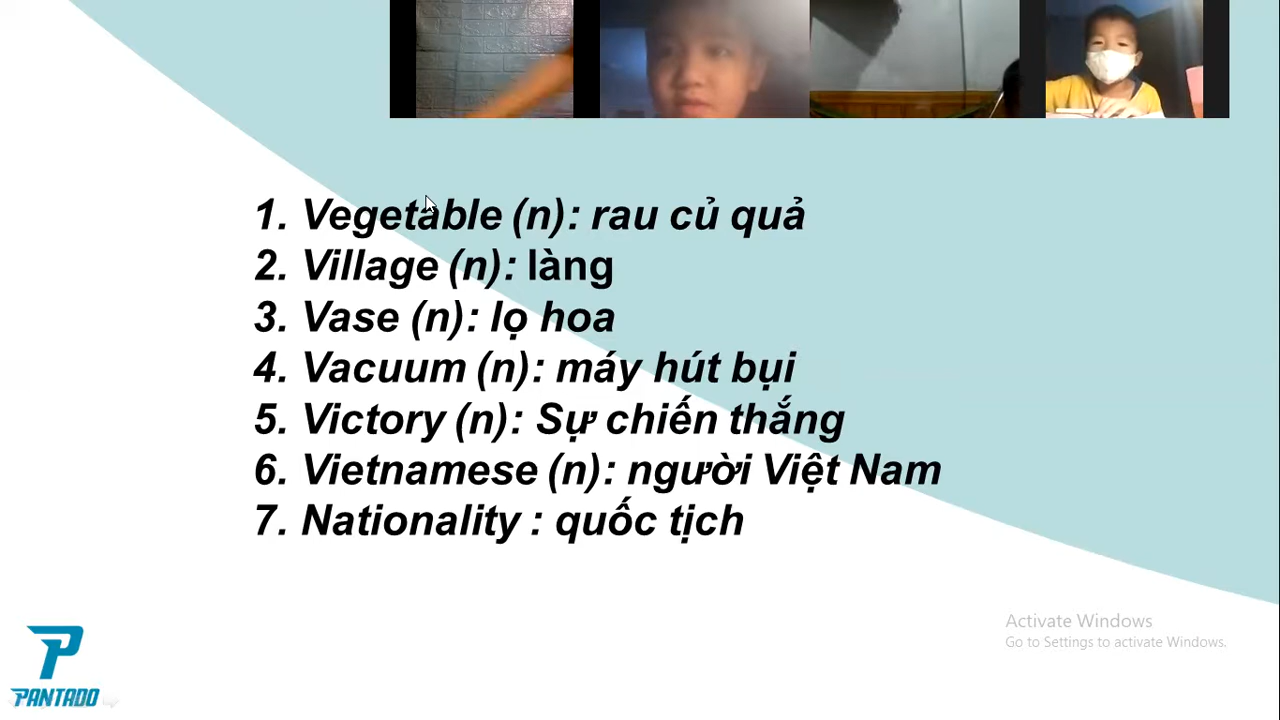 1. Vegetable (n): rau củ quả
2. Village (n): làng
3. Vase (n): lọ hoa
4. Vacuum (n): máy hút bụi
5. Victory (n): Sự chiến thắng
6. Vietnamese (n): người Việt Nam
7. Nationality : quốc tịch
Activate Windows
Go to Settings to activate Windows.
PANTADO